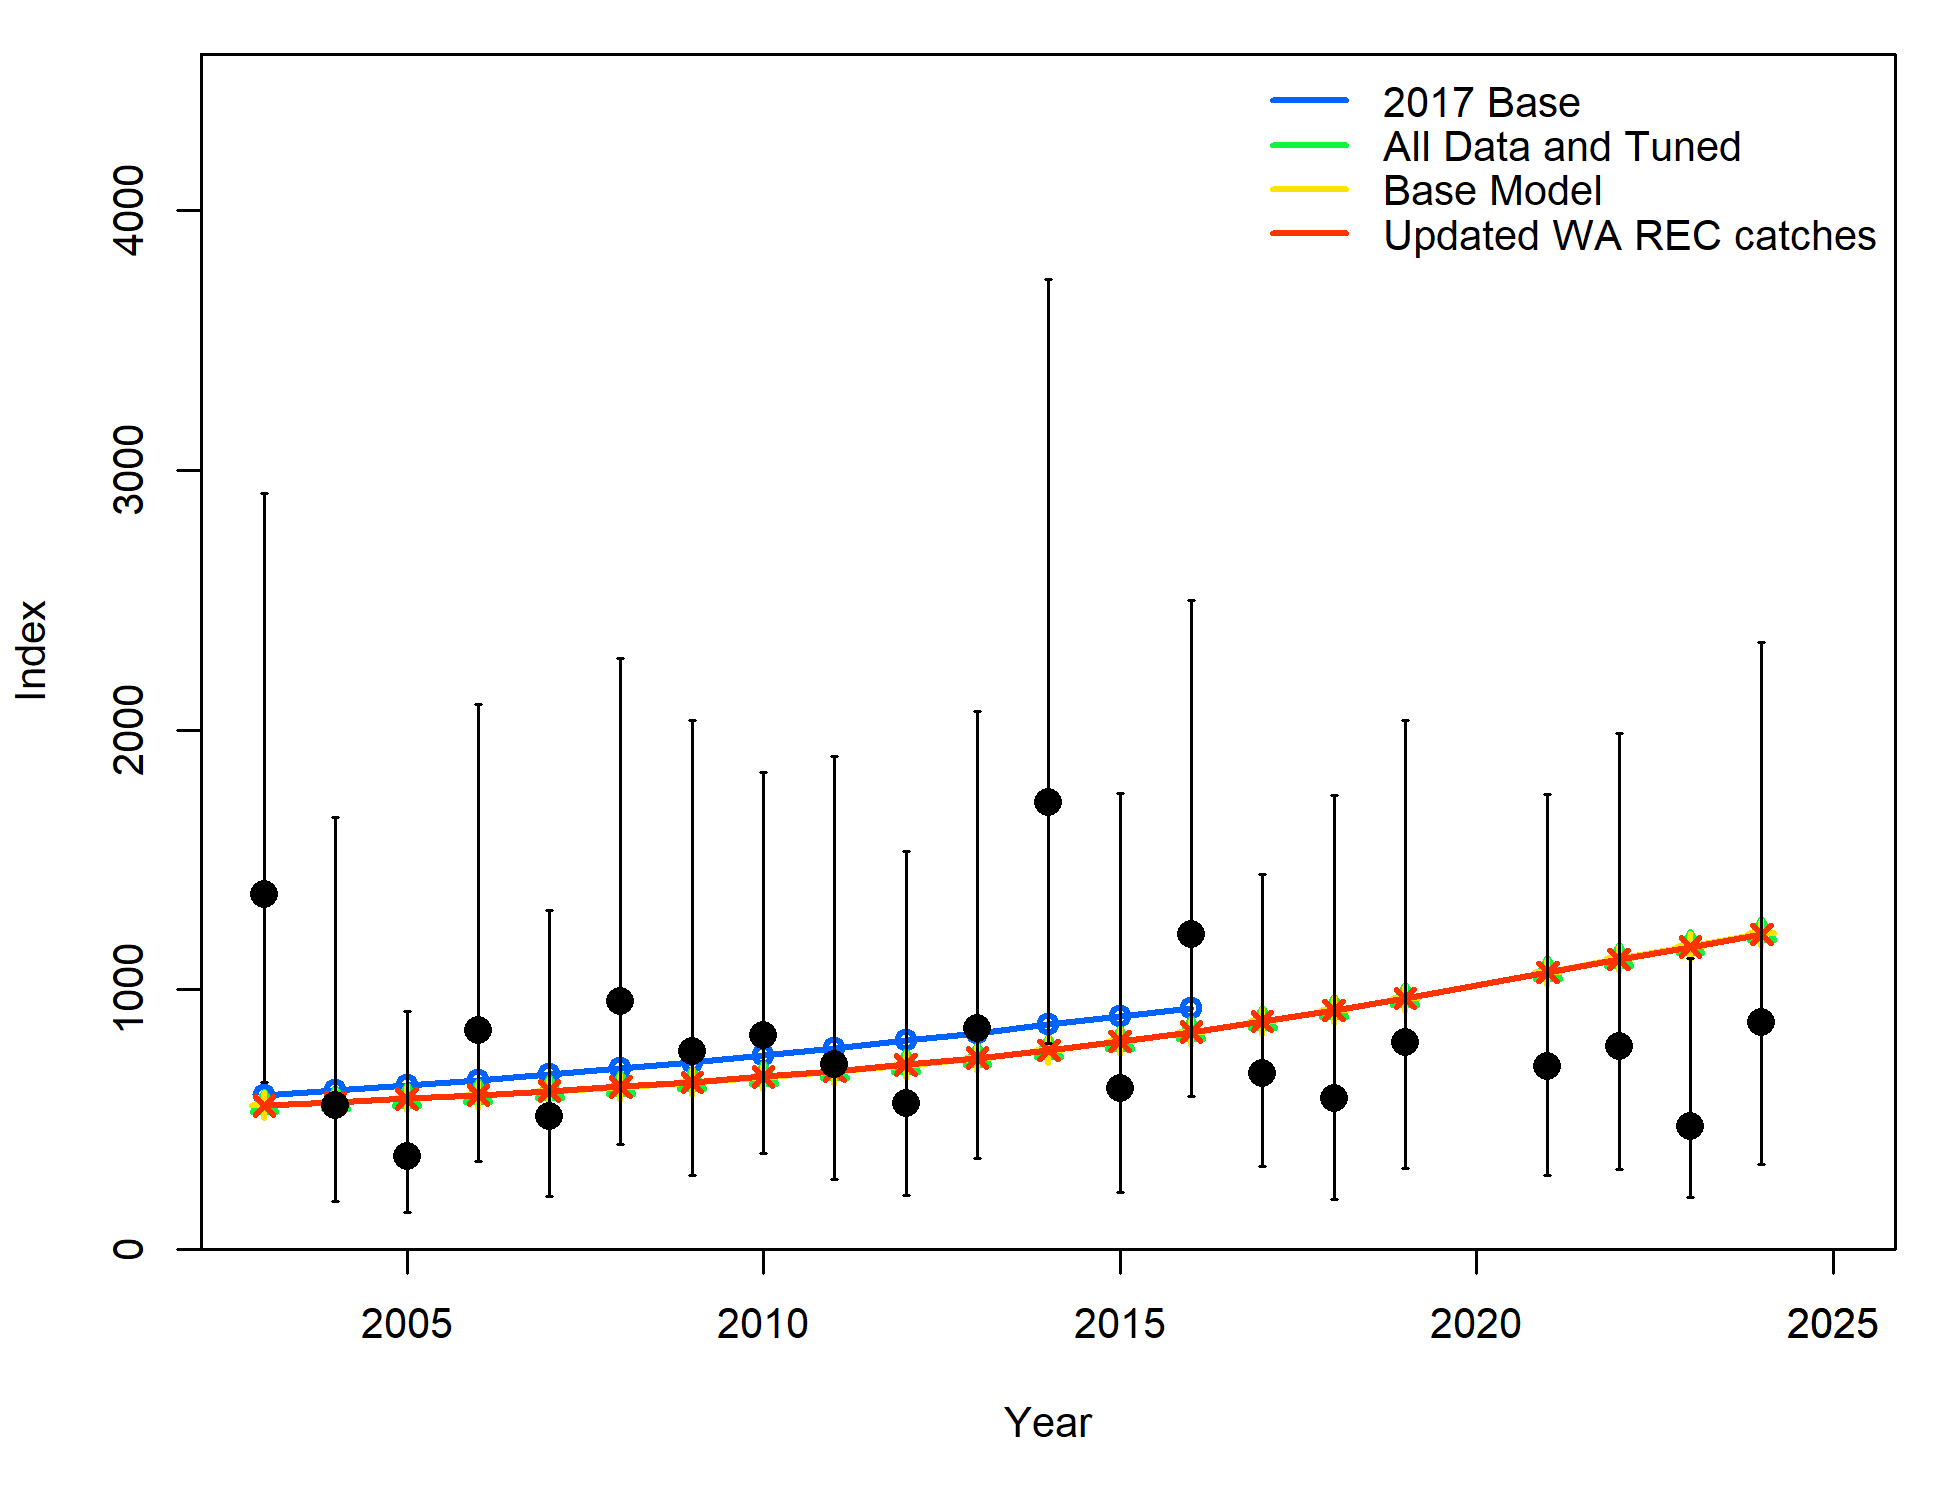 2017 Base
All Data and Tuned
Base Model
Updated WA REC catches
4000
3000
2000
1000
0
Index
2005 2010 2015 2020 2025
Year